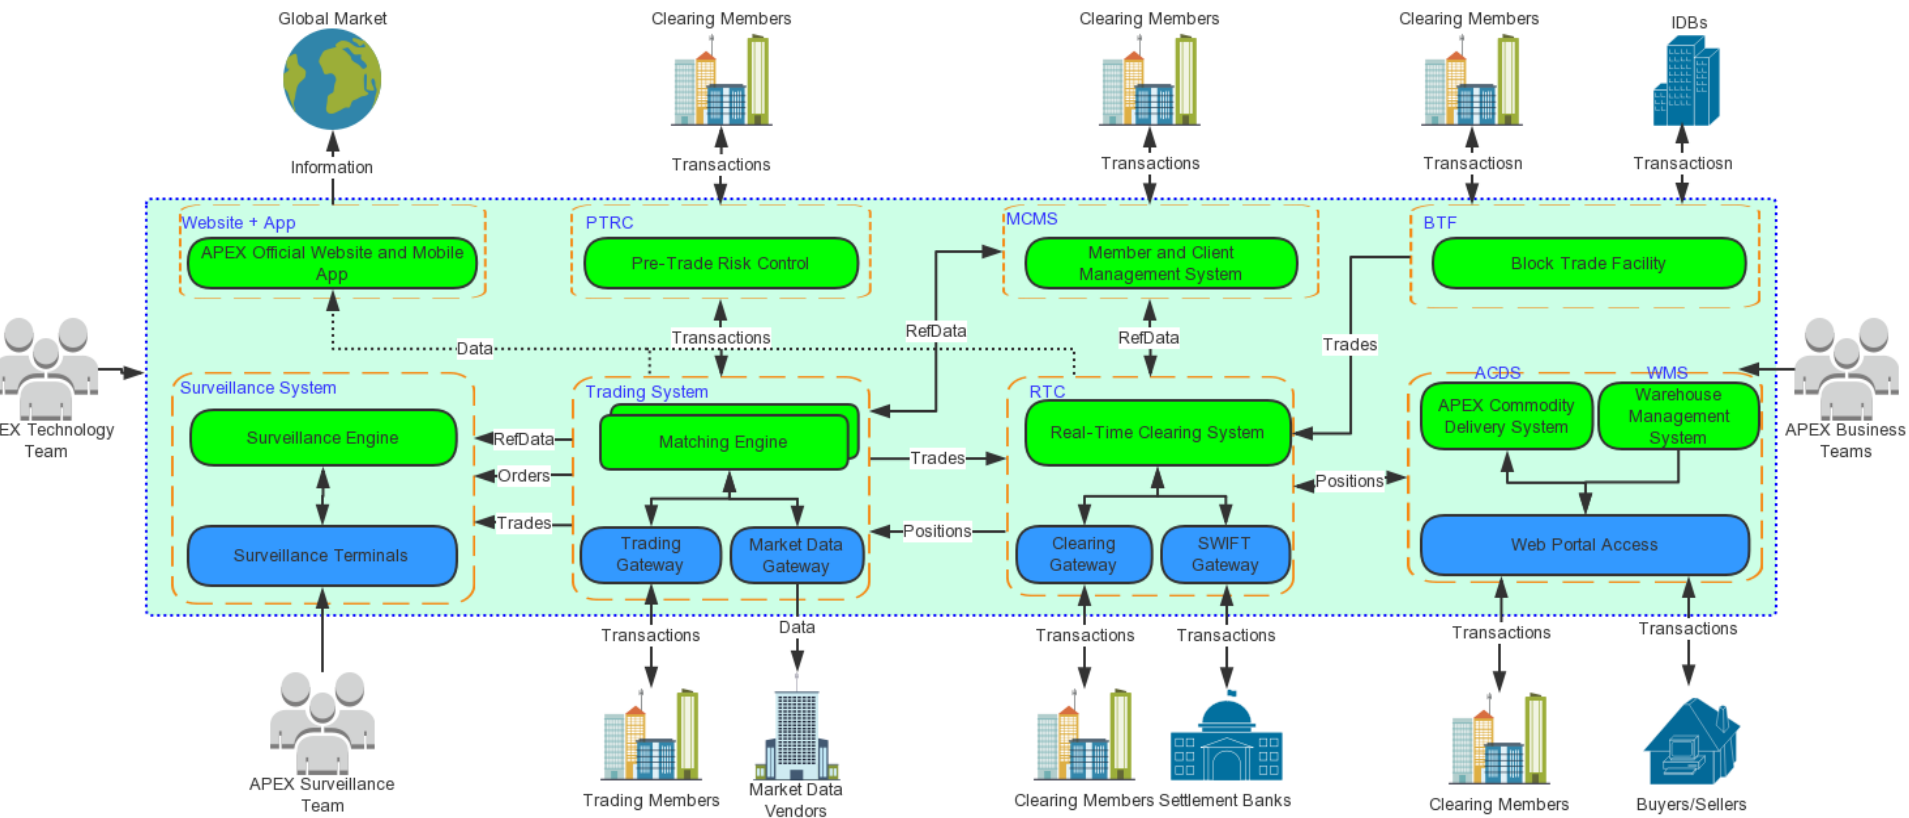 Global Market
Clearing Members
Clearing Members
Clearing Members
IDBs
Information
Transactions
Transactions
Transactiosn
Transactiosn
Website + App
PTRC
MCMS
BTF
APEX Official Website and Mobile
App
Pre-Trade Risk Control
Member and Client
Management System
Block Trade Facility
Data
Transactions
RefData
RefData
Trades
EX Technology
Team
APEX Business
Teams
Surveillance System
Trading System
RTC
ACDS
WMS
Surveillance Engine
Matching Engine
Real-Time Clearing System
APEX Commodity
Delivery System
Warehouse
Management
System
RefData
Orders
Trades
Trades
Positions
Positions
Surveillance Terminals
Trading
Gateway
Market Data
Gateway
Clearing
Gateway
SWIFT
Gateway
Web Portal Access
Transactions
Data
Transactions
Transactions
Transactions
Transactions
APEX Surveillance
Team
Trading Members
Market Data
Vendors
Clearing Members
Settlement Banks
Clearing Members
Buyers/Sellers